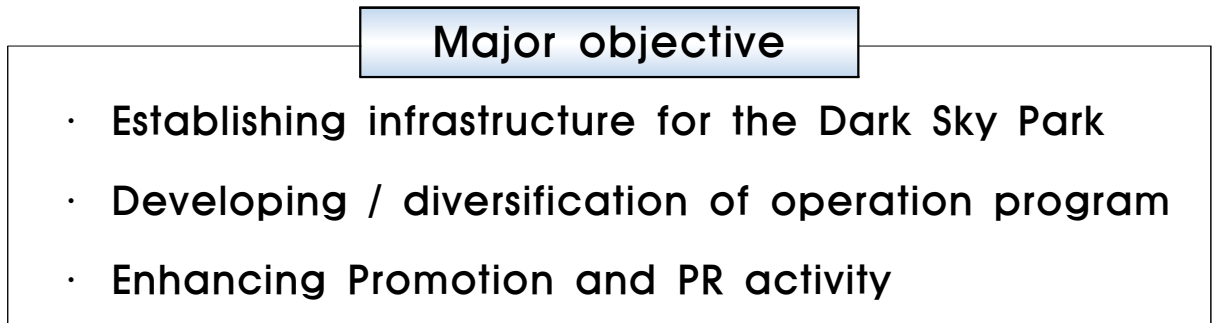 Major objective
· Establishing infrastructure for the Dark Sky Park
· Developing / diversification of operation program
· Enhancing Promotion and PR activity